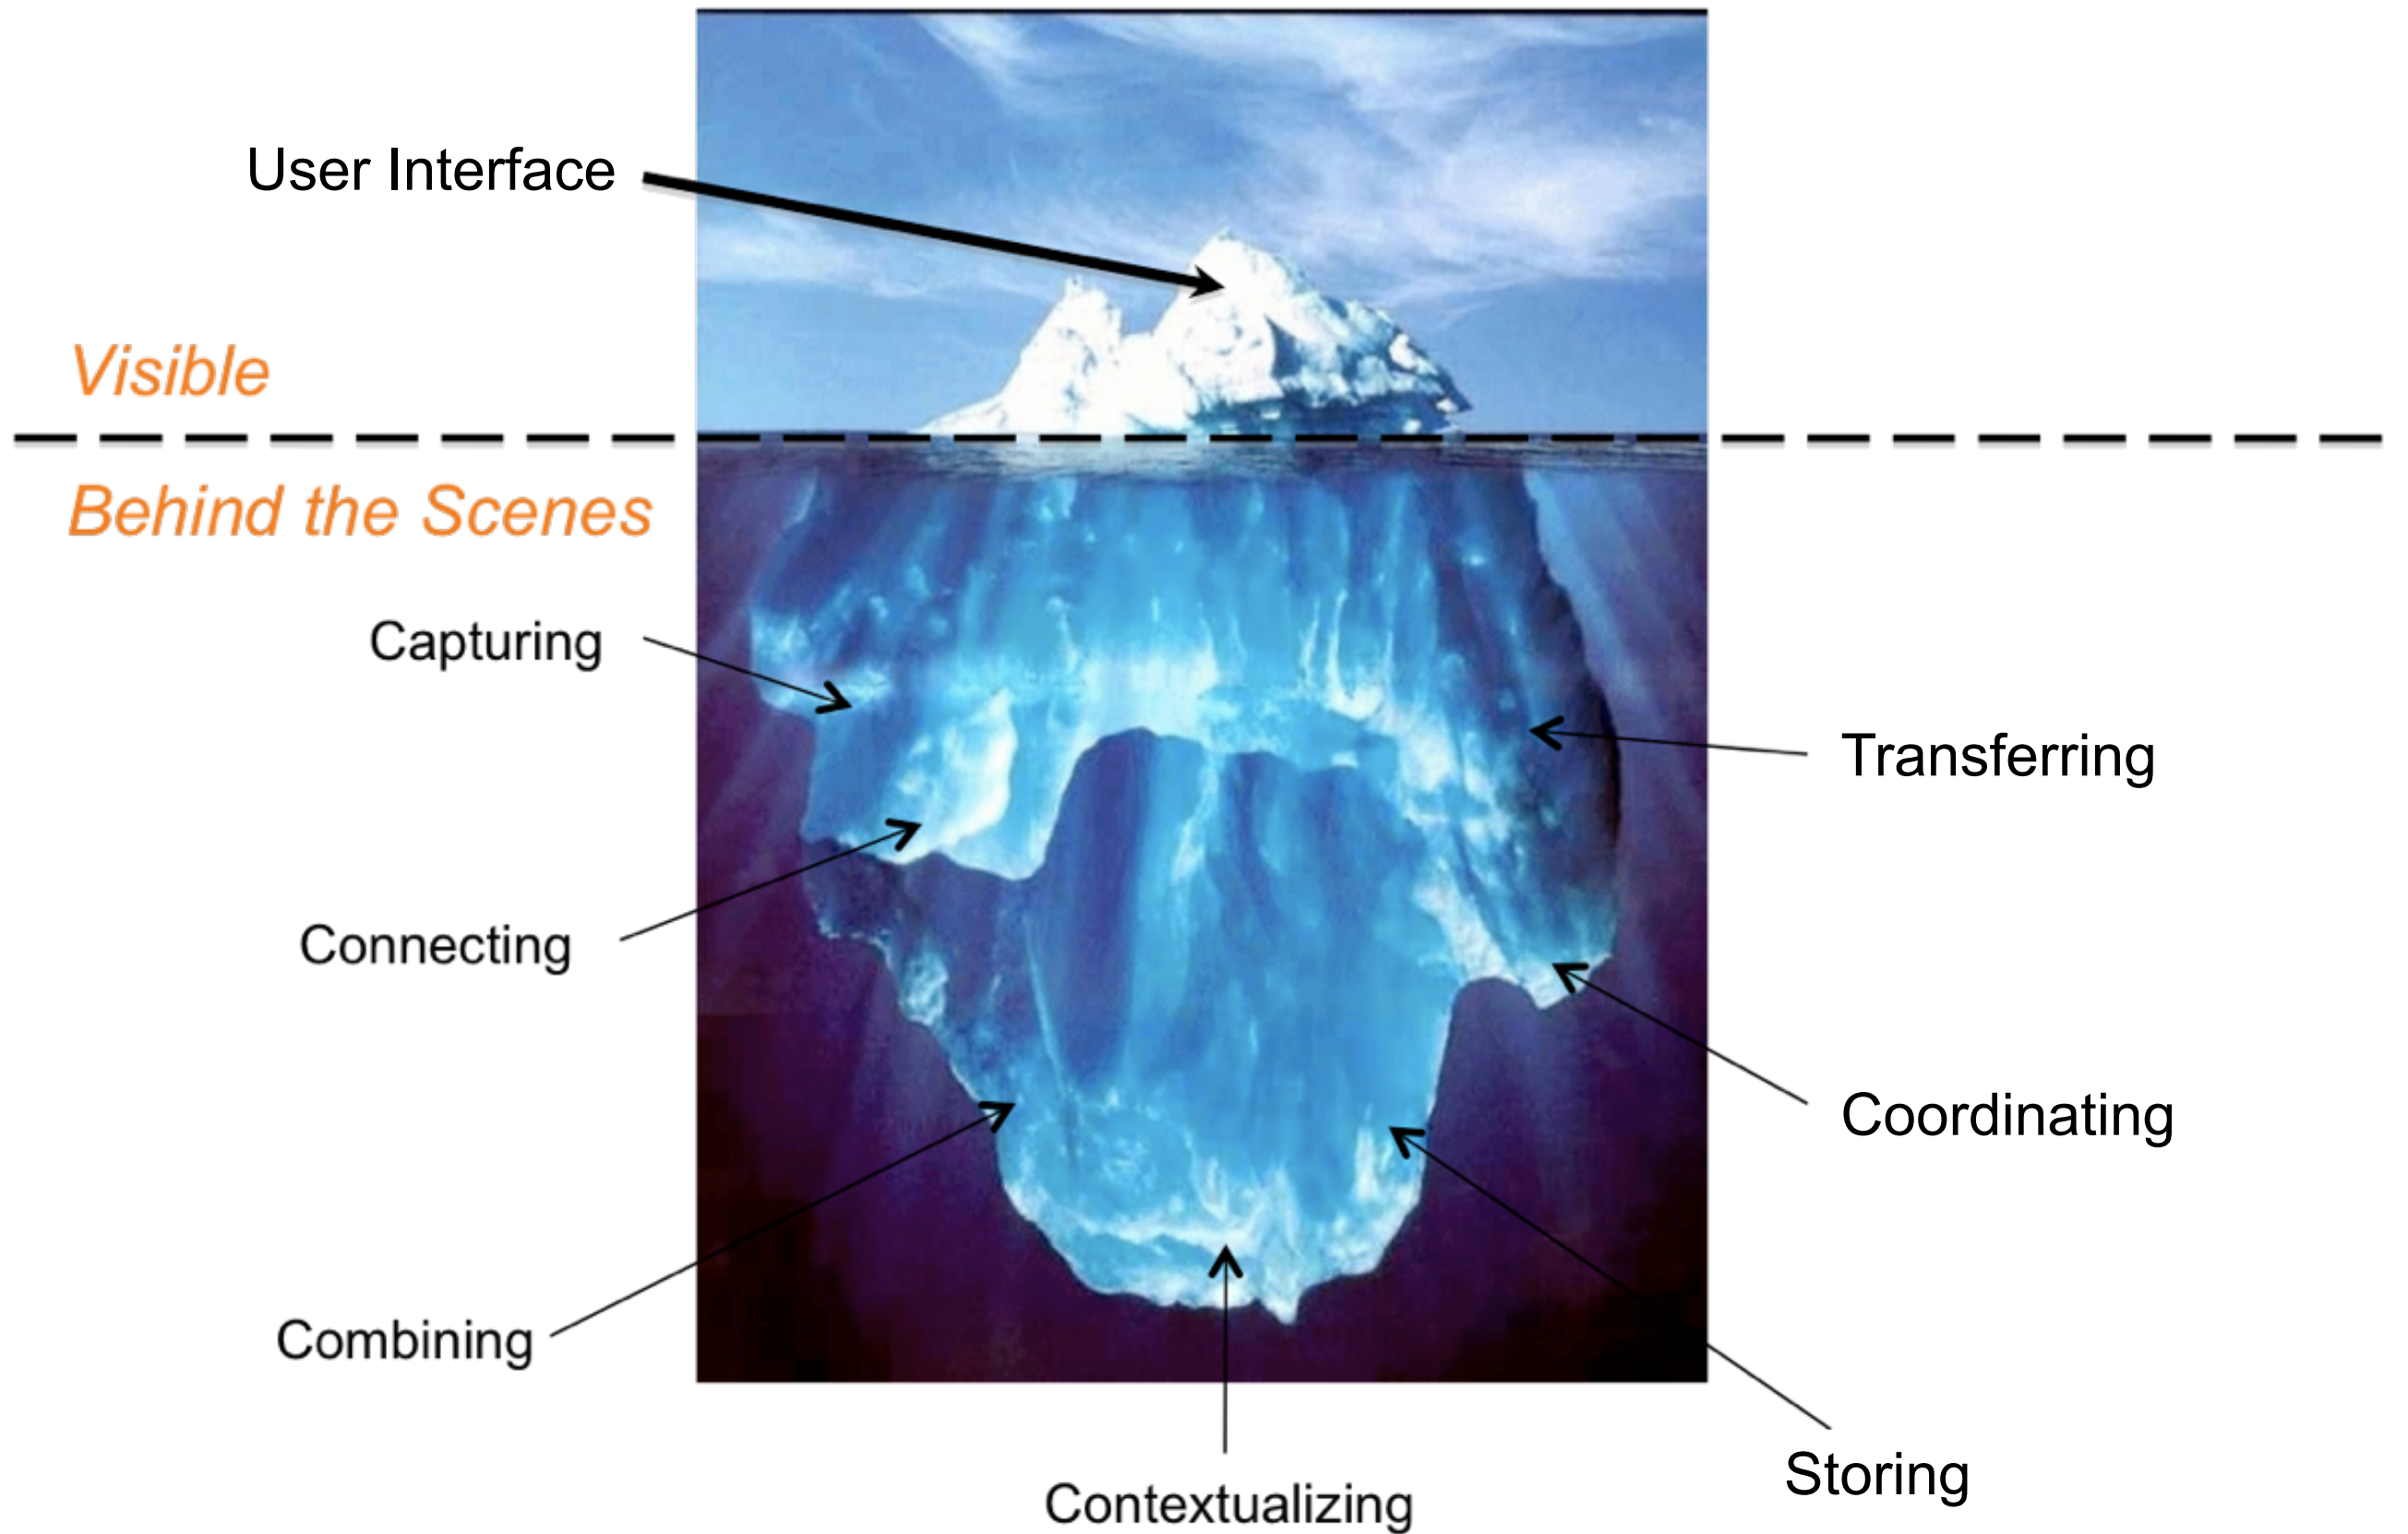 User Interface
Visible
Behind the Scenes
Capturing
Transferring
Connecting
Coordinating
Combining
Storing
Contextualizing